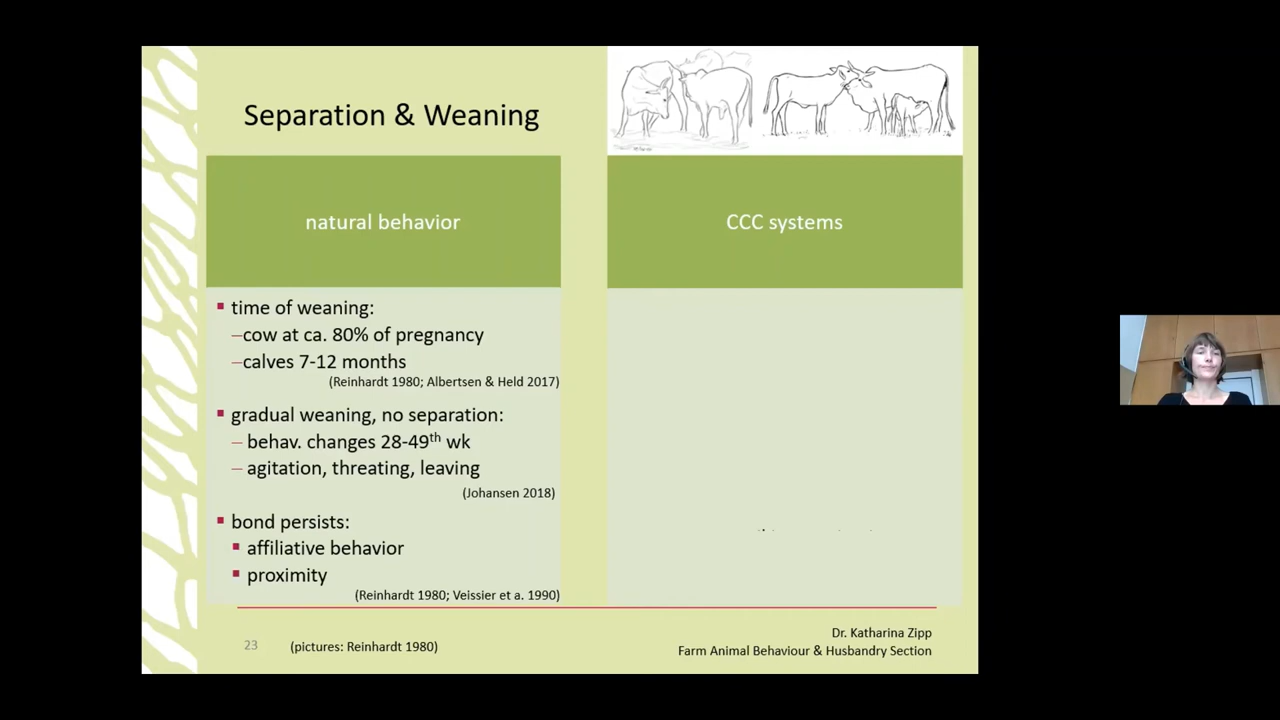 Separation & Weaning
natural behavior
CCC systems
▪ time of weaning:
–cow at ca. 80% of pregnancy
–calves 7-12 months
(Reinhardt 1980; Albertsen & Held 2017)
▪ gradual weaning, no separation:
– behav. changes 28-49th wk
– agitation, threating, leaving
(Johansen 2018)
▪ bond persists:
▪ affiliative behavior
▪ proximity
(Reinhardt 1980; Veissier et a. 1990)
23
(pictures: Reinhardt 1980)
Dr. Katharina Zipp
Farm Animal Behaviour & Husbandry Section